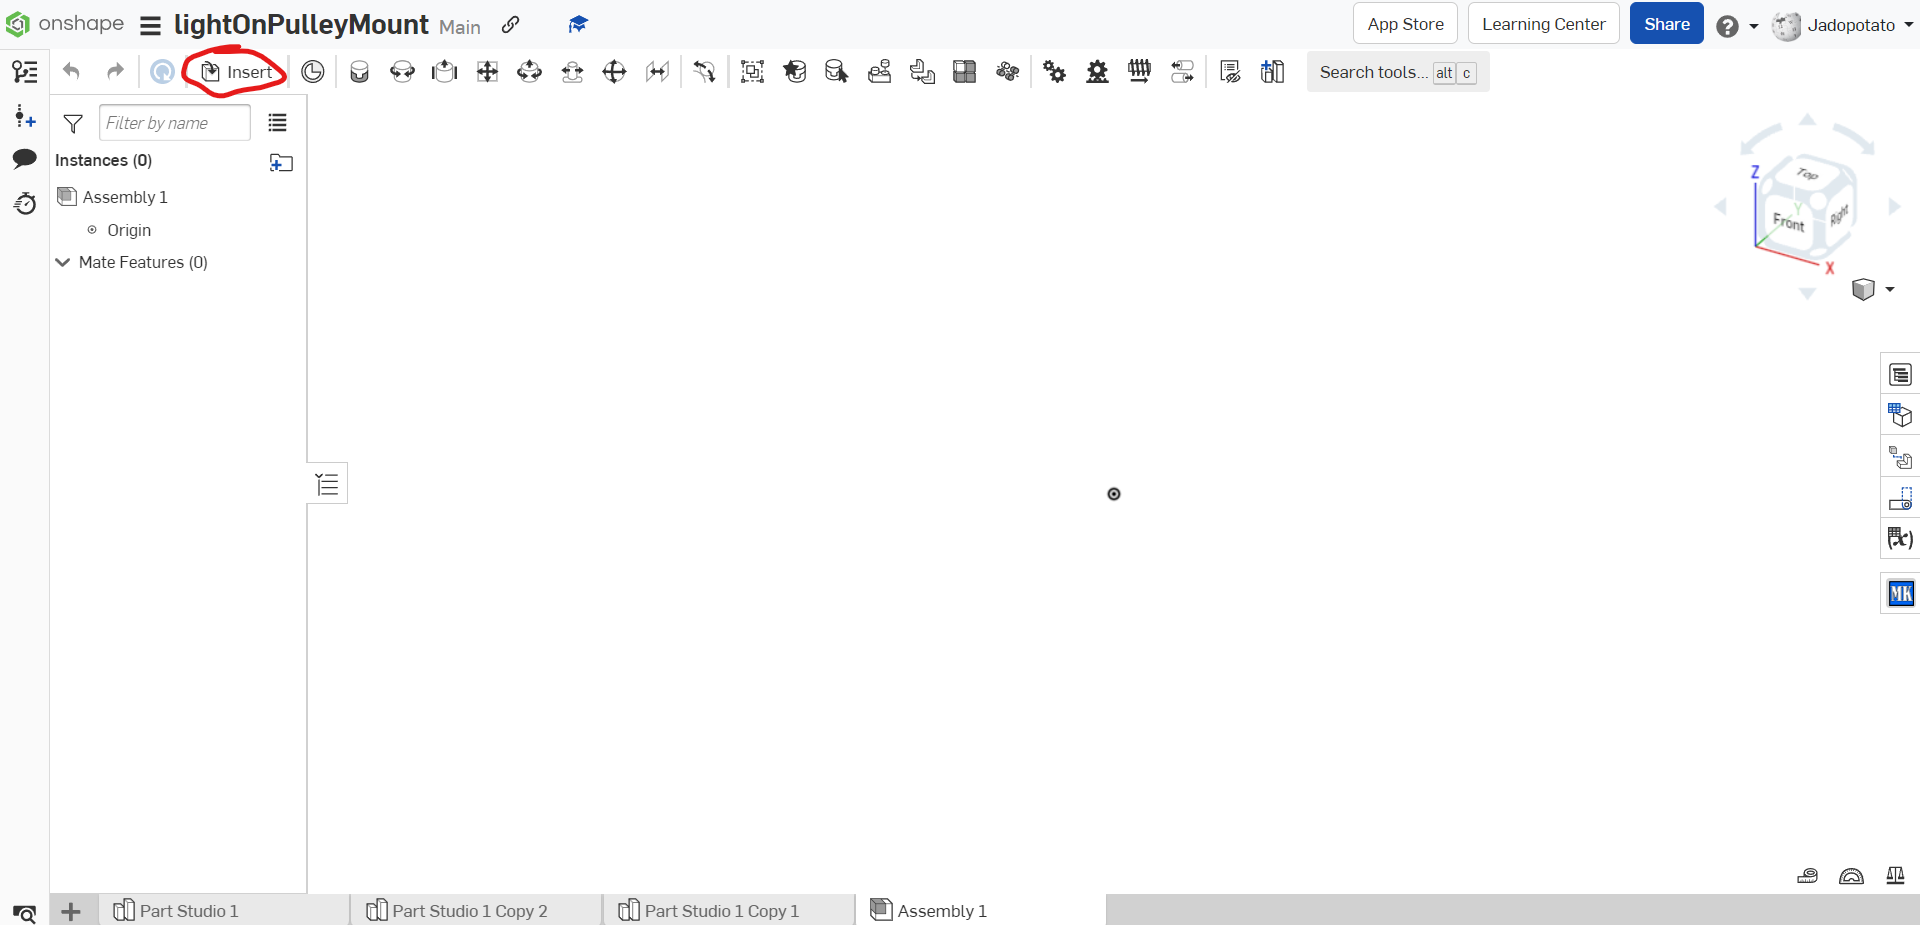 onshape lightOnPulleyMount Main App Store Learning Center Share Jadopotato
Insert Search tools... alt c
Filter by name
Instances (0)
Assembly 1
Origin
Mate Features (0)
Top
Front
Right
Z
Y
X
MK
(x)
Part Studio 1 Part Studio 1 Copy 2 Part Studio 1 Copy 1 Assembly 1